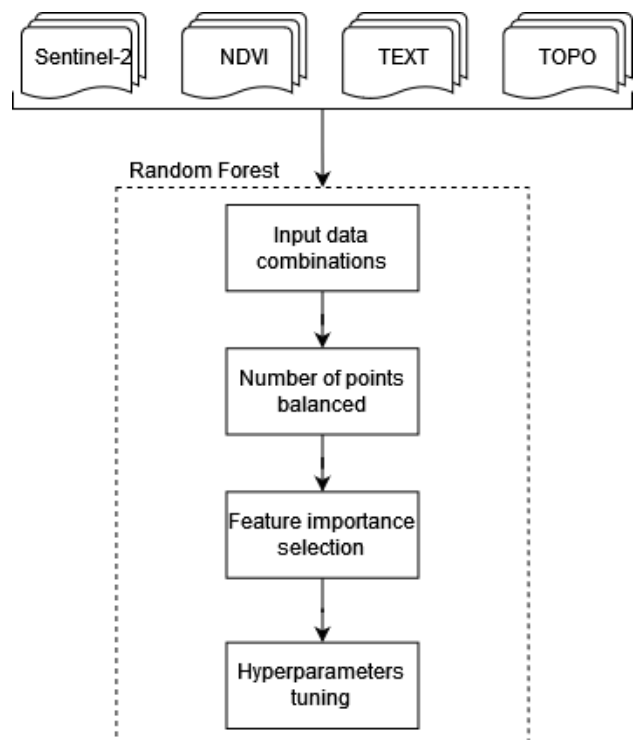 Sentinel-2
NDVI
TEXT
TOPO
Random Forest
Input data
combinations
Number of points
balanced
Feature importance
selection
Hyperparameters
tuning